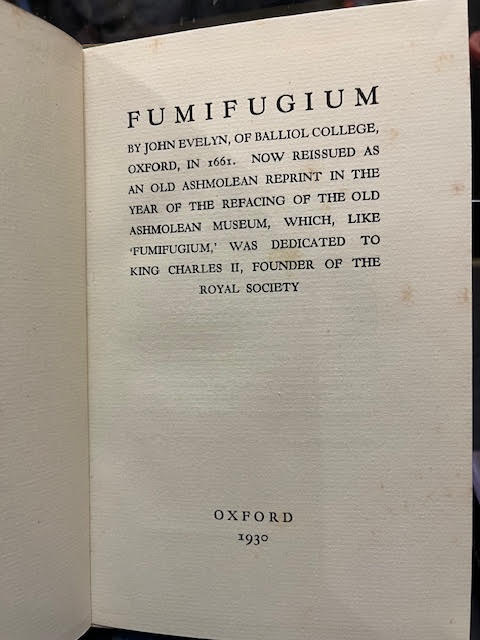 FUMIFUGIUM
BY JOHN EVELYN, OF BALLIOL COLLEGE,
OXFORD, IN 1661. NOW REISSUED AS
AN OLD ASHMOLEAN REPRINT IN THE
YEAR OF THE REFACING OF THE OLD
ASHMOLEAN MUSEUM, WHICH, LIKE
‘FUMIFUGIUM,’ WAS DEDICATED TO
KING CHARLES II, FOUNDER OF THE
ROYAL SOCIETY
OXFORD
1930